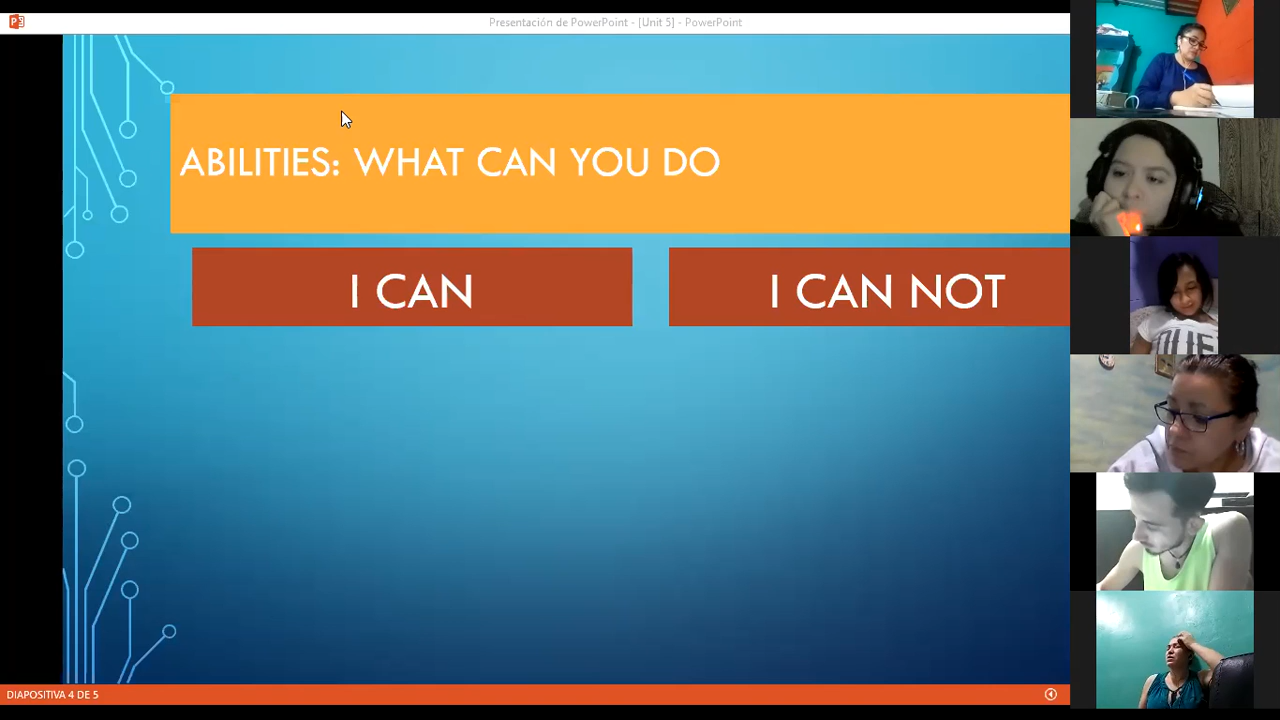 Presentación de PowerPoint - [Unit 5] - PowerPoint
ABILITIES: WHAT CAN YOU DO
I CAN
I CAN NOT
DIAPOSITIVA 4 DE 5